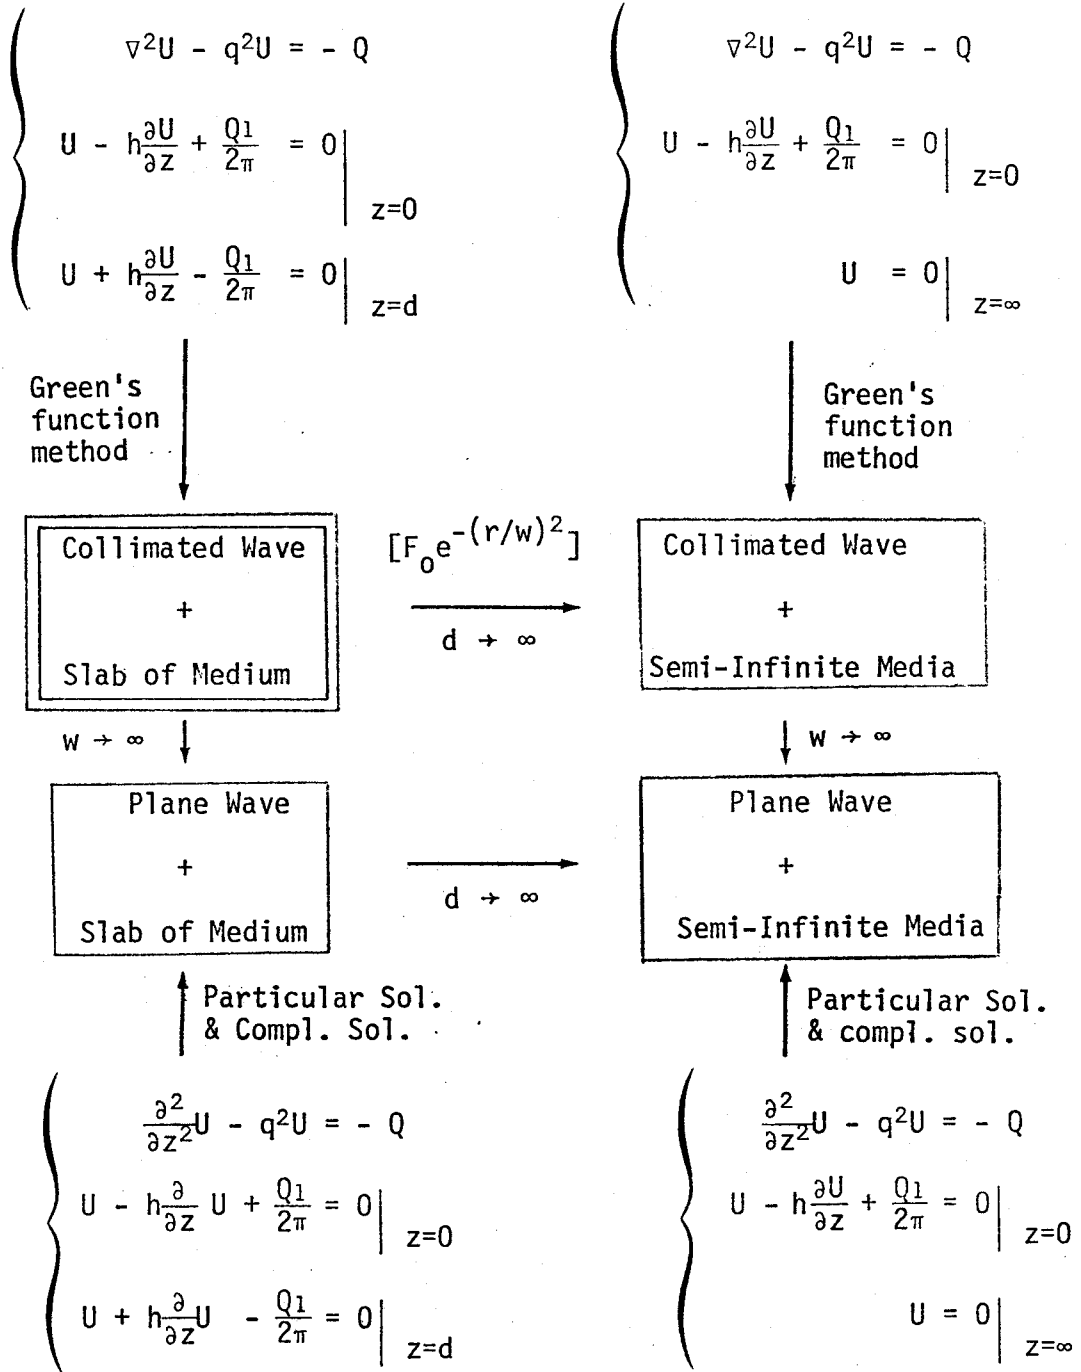 ∇²U - q²U = - Q
U - h ∂U/∂z + Q1/2π = 0 | z=0
U + h ∂U/∂z - Q1/2π = 0 | z=d
∇²U - q²U = - Q
U - h ∂U/∂z + Q1/2π = 0 | z=0
U = 0 | z=∞
Green's
function
method
Green's
function
method
Collimated Wave
+
Slab of Medium
[F₀e^-(r/w)²]
d → ∞
Collimated Wave
+
Semi-Infinite Media
w → ∞
w → ∞
Plane Wave
+
Slab of Medium
d → ∞
Plane Wave
+
Semi-Infinite Media
Particular Sol.
& Compl. Sol.
Particular Sol.
& compl. sol.
∂²/∂z² U - q²U = - Q
U - h ∂/∂z U + Q1/2π = 0 | z=0
U + h ∂/∂z U - Q1/2π = 0 | z=d
∂²/∂z² U - q²U = - Q
U - h ∂U/∂z + Q1/2π = 0 | z=0
U = 0 | z=∞